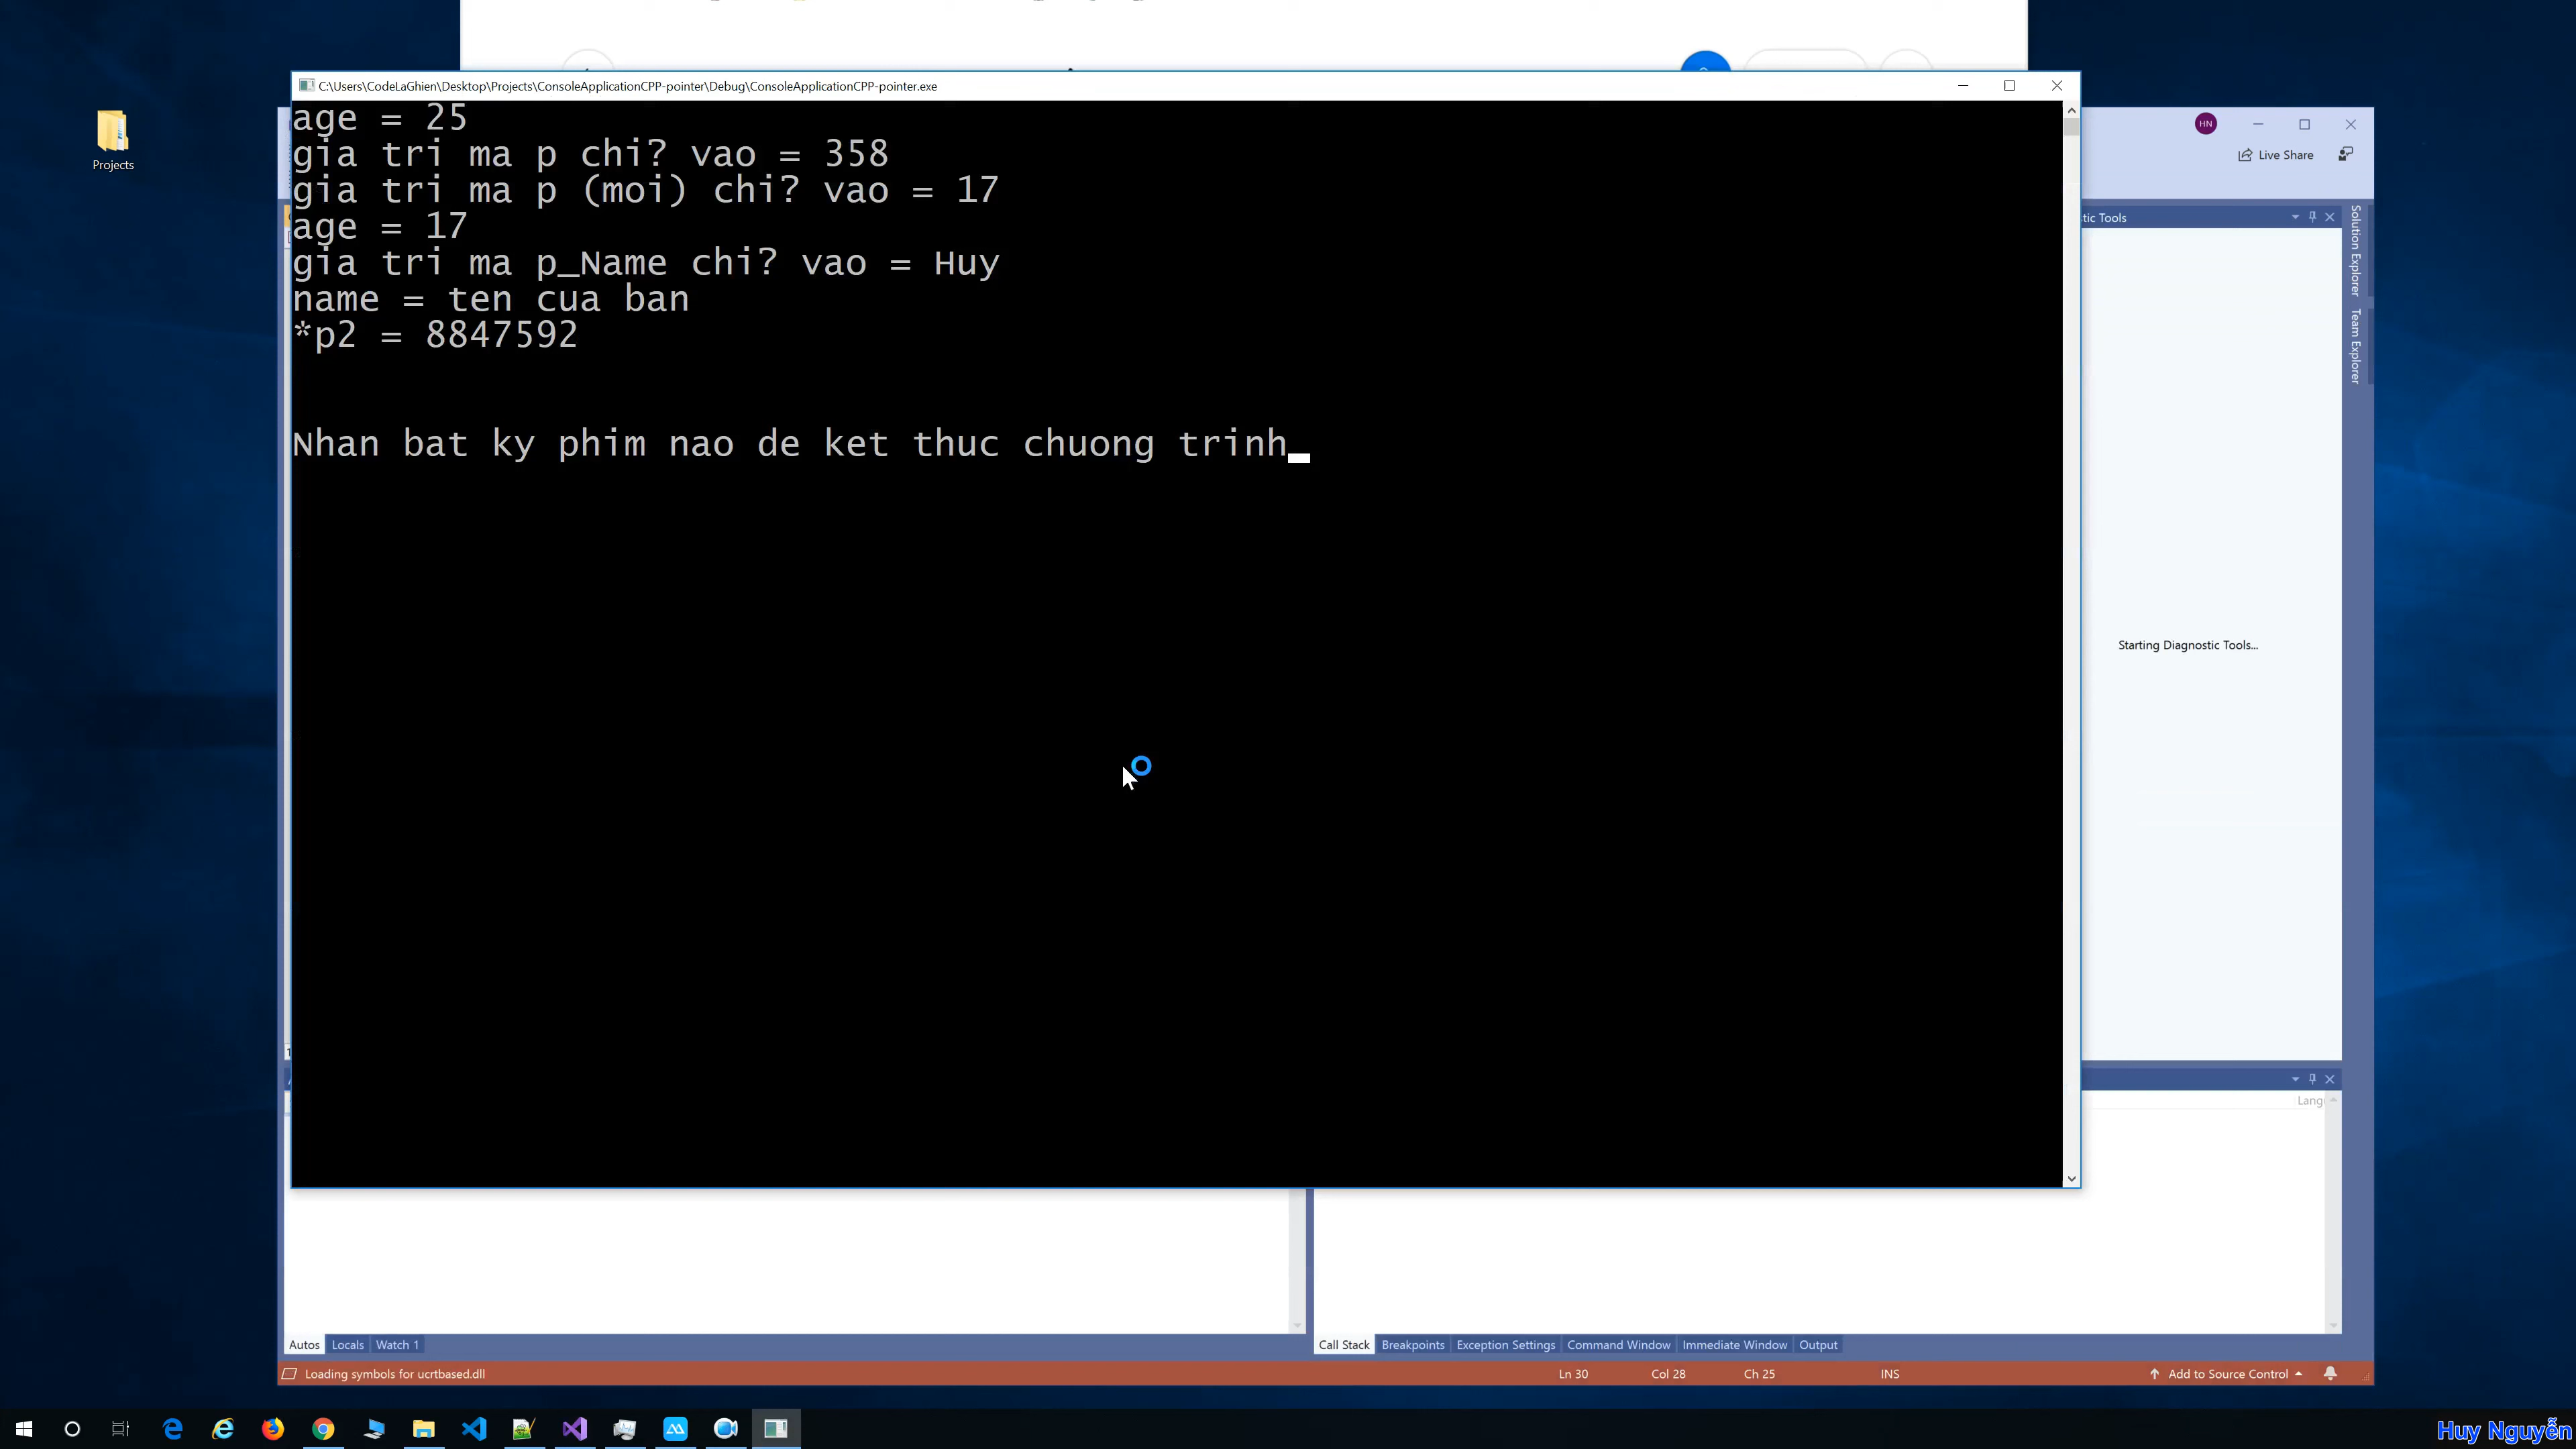 C:\Users\CodeLaGhien\Desktop\Projects\ConsoleApplicationCPP-pointer\Debug\ConsoleApplicationCPP-pointer.exe
age = 25
gia tri ma p chi? vao = 358
gia tri ma p (moi) chi? vao = 17
age = 17
gia tri ma p_Name chi? vao = Huy
name = ten cua ban
*p2 = 8847592
Nhan bat ky phim nao de ket thuc chuong trinh_
Projects
HN
Live Share
tic Tools
Solution Explorer
Team Explorer
Starting Diagnostic Tools...
Lang
Autos Locals Watch 1
Call Stack Breakpoints Exception Settings Command Window Immediate Window Output
Loading symbols for ucrtbased.dll Ln 30 Col 28 Ch 25 INS Add to Source Control
Huy Nguyễn